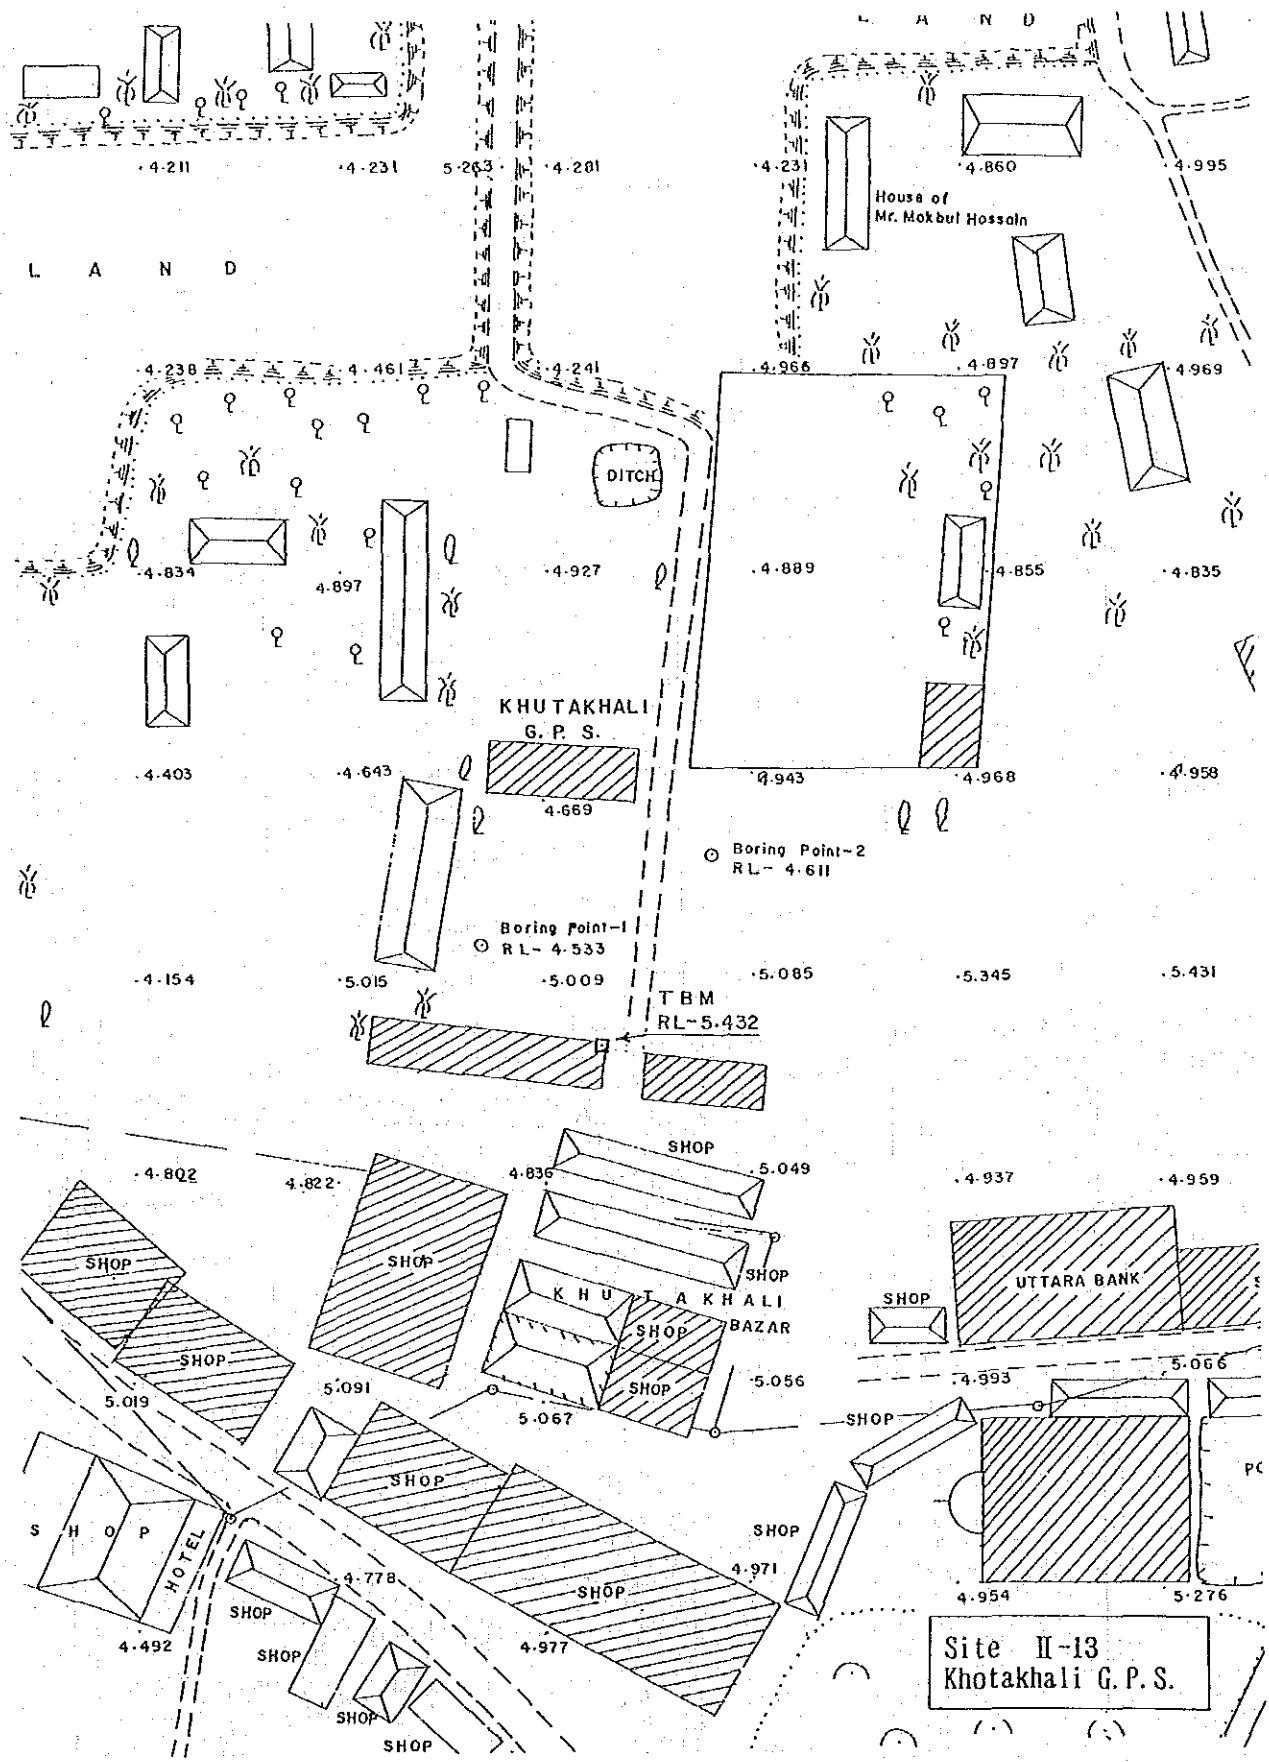 L A N D
·4.211
·4.231
5.263
·4.281
·4.231
·4.860
·4.995
House of
Mr. Mokbul Hossain
L A N D
·4.238
·4.461
·4.241
·4.966
·4.897
·4.969
DITCH
·4.834
4.897
·4.927
·4.889
·4.855
·4.835
KHUTAKHALI
G. P. S.
·4.403
·4.643
4.669
4.943
·4.968
·4.958
Boring Point-2
RL- 4.611
Boring Point-1
RL- 4.533
·4.154
·5.015
·5.009
·5.085
·5.345
·5.431
TBM
RL-5.432
SHOP
·4.802
4.822·
4.836
·5.049
·4.937
·4.959
SHOP
SHOP
SHOP
UTTARA BANK
S
KHUTAKHALI
BAZAR
SHOP
SHOP
SHOP
SHOP
5.019
5.091
5.067
·5.056
·4.593
5.066
SHOP
SHOP
PO
SHOP
HOTEL
SHOP
4.778
SHOP
4.971
4.954
5.276
SHOP
4.492
SHOP
4.977
SHOP
SHOP
Site II-13
Khotakhali G. P. S.